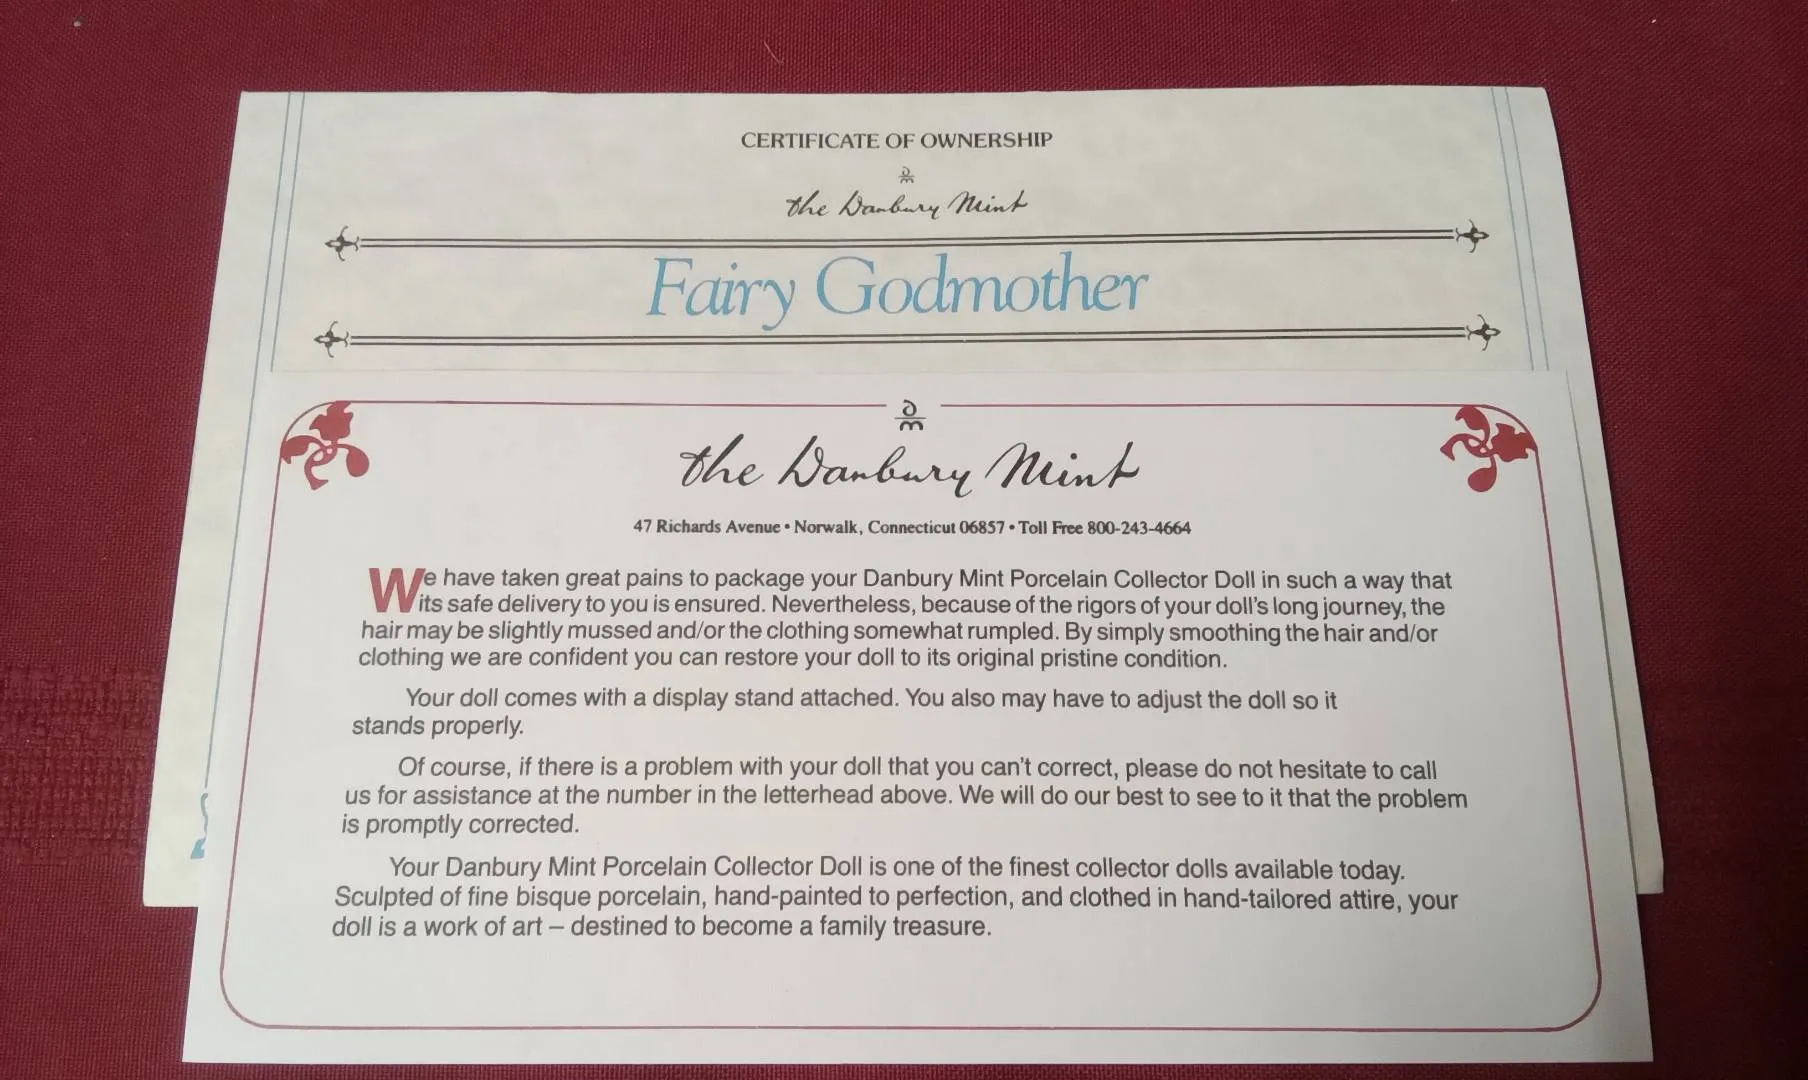 CERTIFICATE OF OWNERSHIP
dm
the Danbury Mint
Fairy Godmother
dm
the Danbury Mint
47 Richards Avenue • Norwalk, Connecticut 06857 • Toll Free 800-243-4664
We have taken great pains to package your Danbury Mint Porcelain Collector Doll in such a way that
its safe delivery to you is ensured. Nevertheless, because of the rigors of your doll's long journey, the
hair may be slightly mussed and/or the clothing somewhat rumpled. By simply smoothing the hair and/or
clothing we are confident you can restore your doll to its original pristine condition.
Your doll comes with a display stand attached. You also may have to adjust the doll so it
stands properly.
Of course, if there is a problem with your doll that you can't correct, please do not hesitate to call
us for assistance at the number in the letterhead above. We will do our best to see to it that the problem
is promptly corrected.
Your Danbury Mint Porcelain Collector Doll is one of the finest collector dolls available today.
Sculpted of fine bisque porcelain, hand-painted to perfection, and clothed in hand-tailored attire, your
doll is a work of art – destined to become a family treasure.